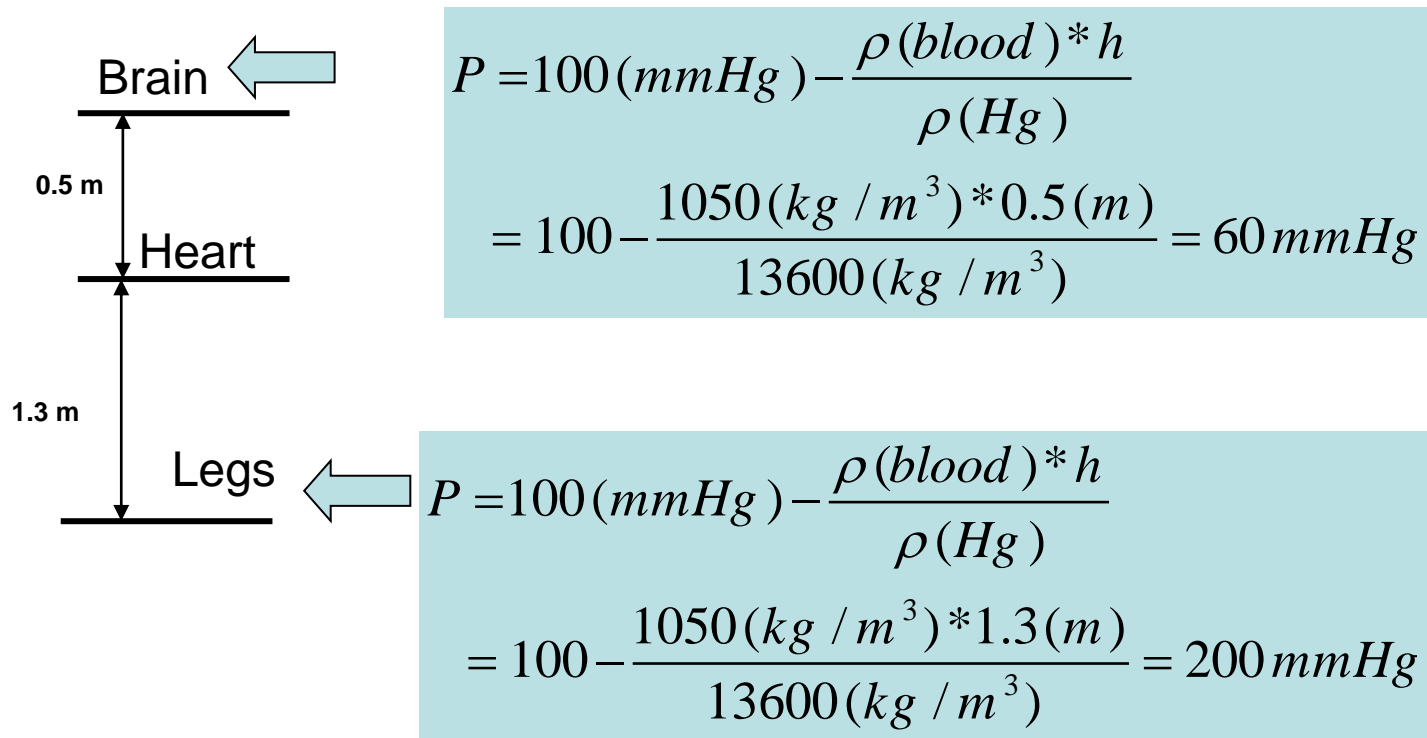 Brain
P = 100 (mmHg) − ρ(blood) * h / ρ(Hg)
0.5 m
= 100 − 1050 (kg / m³) * 0.5 (m) / 13600 (kg / m³) = 60 mmHg
Heart
1.3 m
Legs
P = 100 (mmHg) − ρ(blood) * h / ρ(Hg)
= 100 − 1050 (kg / m³) * 1.3 (m) / 13600 (kg / m³) = 200 mmHg